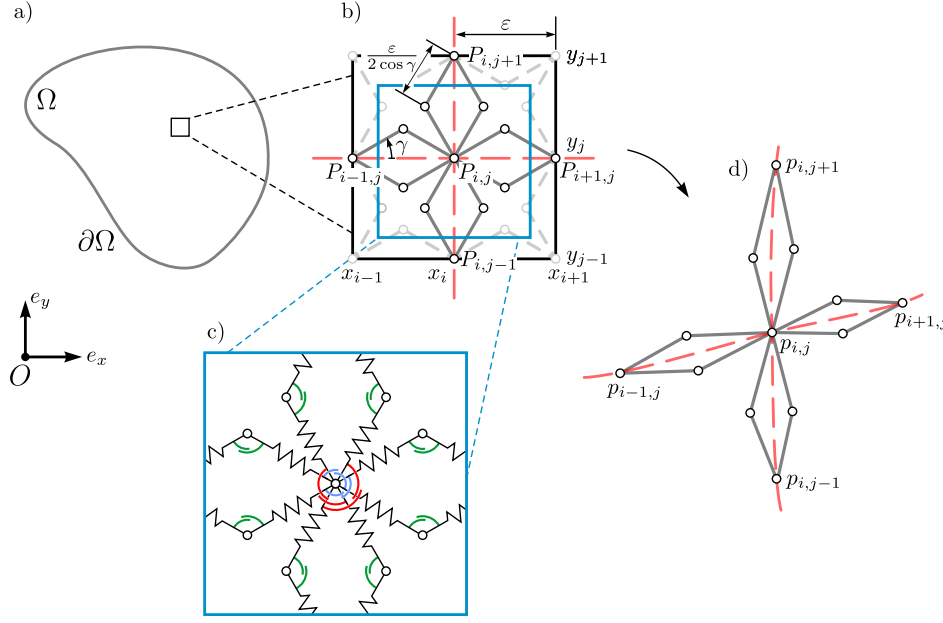 a)
b)
ε
ε
2 cos γ
P_{i,j+1}
y_{j+1}
Ω
γ
y_j
P_{i−1,j}
P_{i,j}
P_{i+1,j}
d)
p_{i,j+1}
∂Ω
P_{i,j−1}
y_{j−1}
x_{i−1}
x_i
x_{i+1}
e_y
c)
p_{i+1,j}
p_{i,j}
e_x
O
p_{i−1,j}
p_{i,j−1}